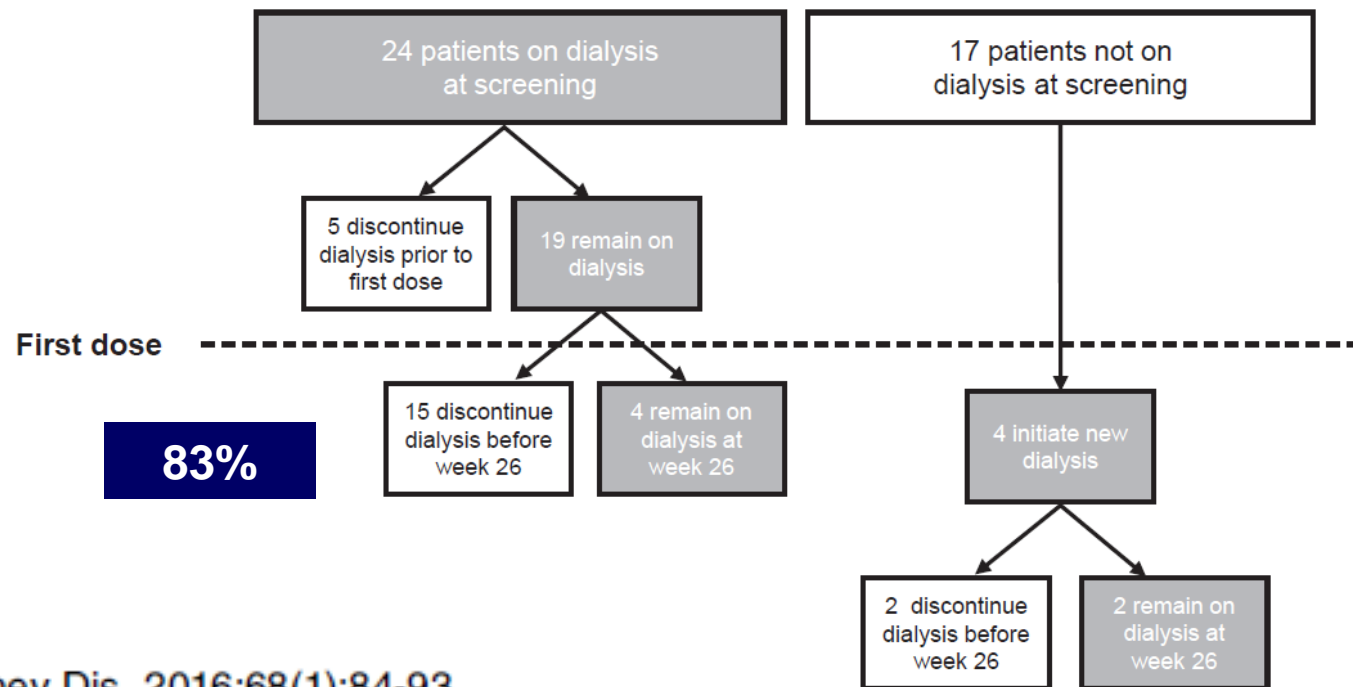 24 patients on dialysis
at screening
17 patients not on
dialysis at screening
5 discontinue
dialysis prior to
first dose
19 remain on
dialysis
First dose
15 discontinue
dialysis before
week 26
4 remain on
dialysis at
week 26
4 initiate new
dialysis
83%
2 discontinue
dialysis before
week 26
2 remain on
dialysis at
week 26
Dis. 2016;68(1):84-93